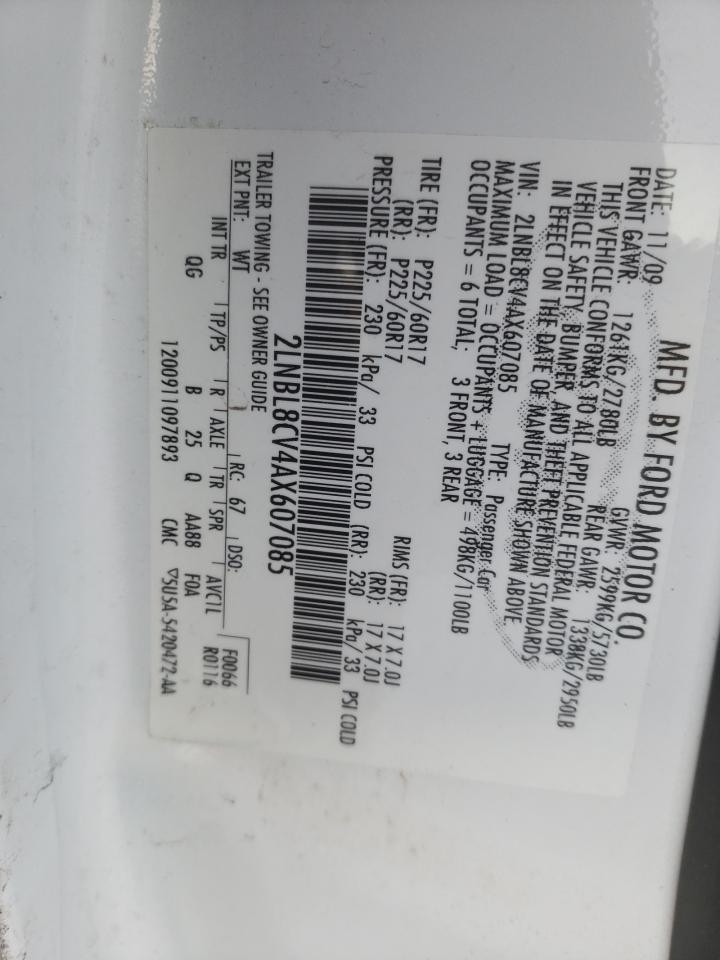 MFD. BY FORD MOTOR CO.
DATE: 11/09 GVWR: 2599KG/5730LB
FRONT GAWR: 1261KG/2780LB REAR GAWR: 1338KG/2950LB
THIS VEHICLE CONFORMS TO ALL APPLICABLE FEDERAL MOTOR
VEHICLE SAFETY, BUMPER, AND THEFT PREVENTION STANDARDS
IN EFFECT ON THE DATE OF MANUFACTURE SHOWN ABOVE
VIN: 2LNBL8CV4AX607085 TYPE: Passenger Car
MAXIMUM LOAD = OCCUPANTS + LUGGAGE = 498KG/1100LB
OCCUPANTS = 6 TOTAL; 3 FRONT, 3 REAR
TIRE (FR): P225/60R17 RIMS (FR): 17 X 7.0J
(RR): P225/60R17 (RR): 17 X 7.0J
PRESSURE (FR): 230 kPa/ 33 PSI COLD (RR): 230 kPa/ 33 PSI COLD
2LNBL8CV4AX607085
TRAILER TOWING - SEE OWNER GUIDE
EXT PNT: WT RC: 67 DSO: F0066
R0116
INT TR TP/PS R AXLE TR SPR AVC1L
QG B 25 Q AA88 F0A
1200911097893 CMC ▽5U5A-5420472-AA